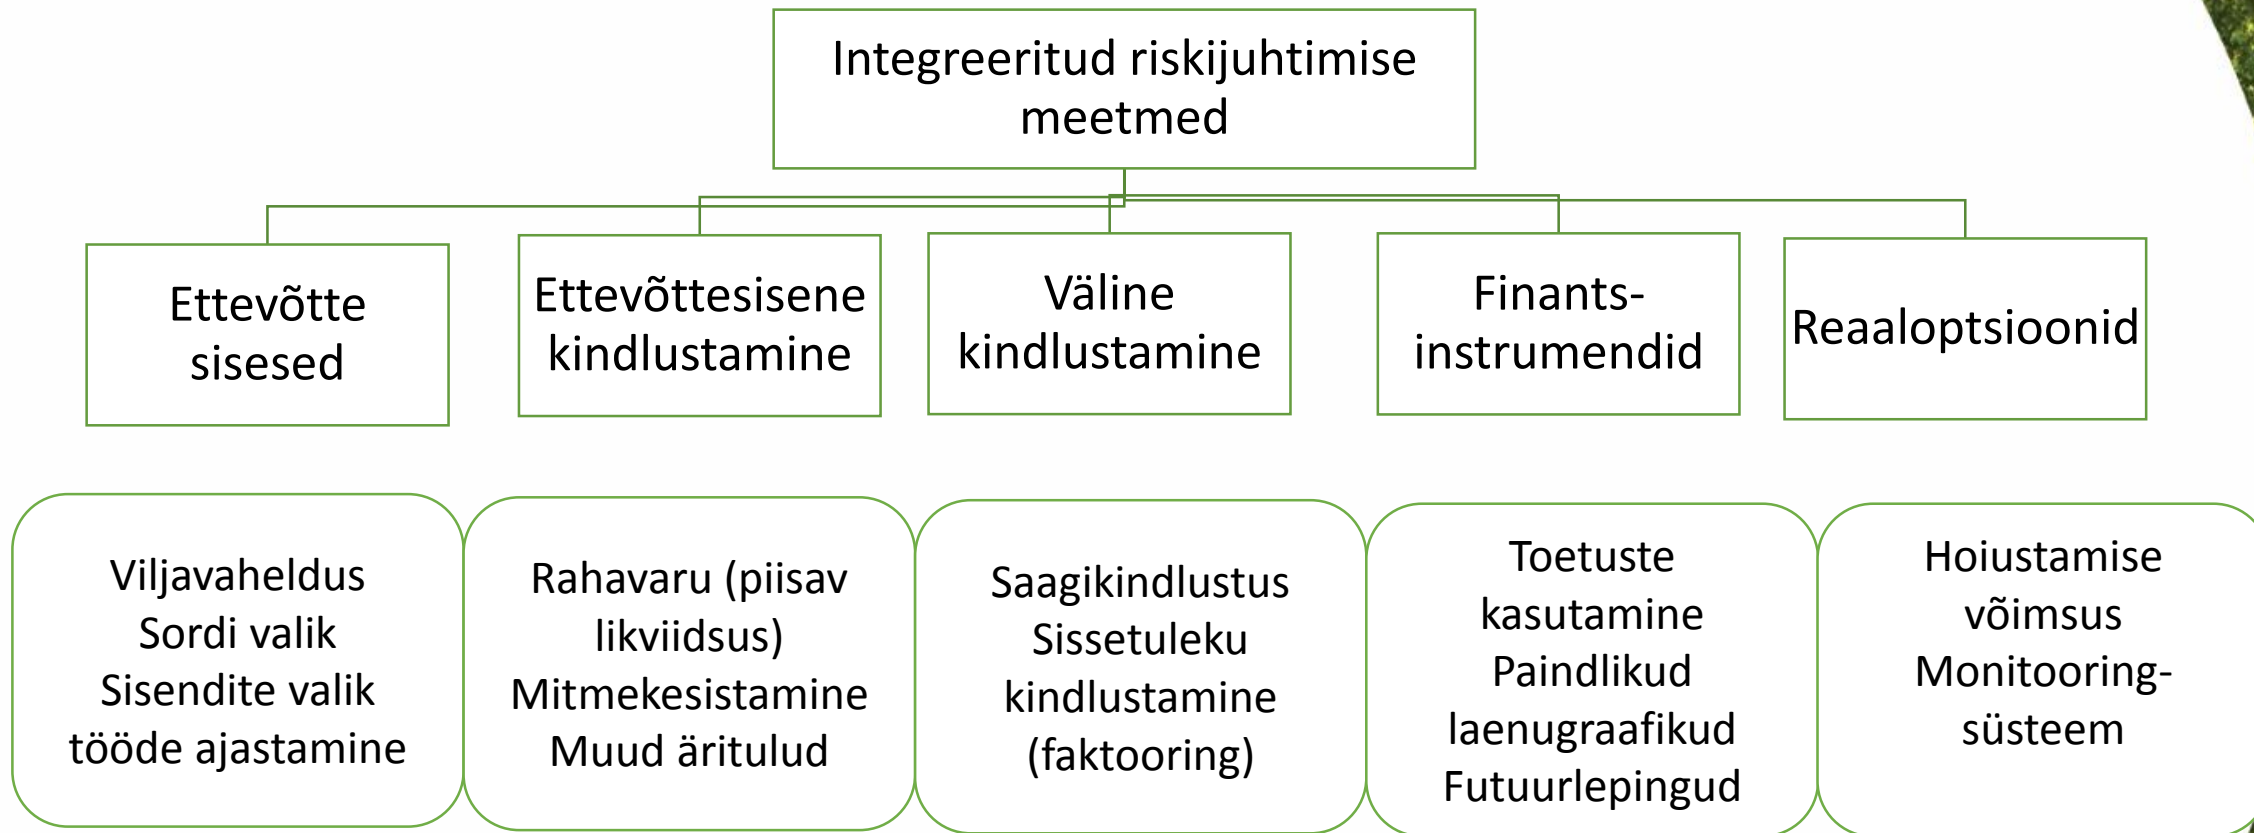 Integreeritud riskijuhtimise
meetmed
Ettevõtte
sisesed
Ettevõttesisene
kindlustamine
Väline
kindlustamine
Finants-
instrumendid
Reaaloptsioonid
Viljavaheldus
Sordi valik
Sisendite valik
tööde ajastamine
Rahavaru (piisav
likviidsus)
Mitmekesistamine
Muud äritulud
Saagikindlustus
Sissetuleku
kindlustamine
(faktooring)
Toetuste
kasutamine
Paindlikud
laenugraafikud
Futuurlepingud
Hoiustamise
võimsus
Monitooring-
süsteem